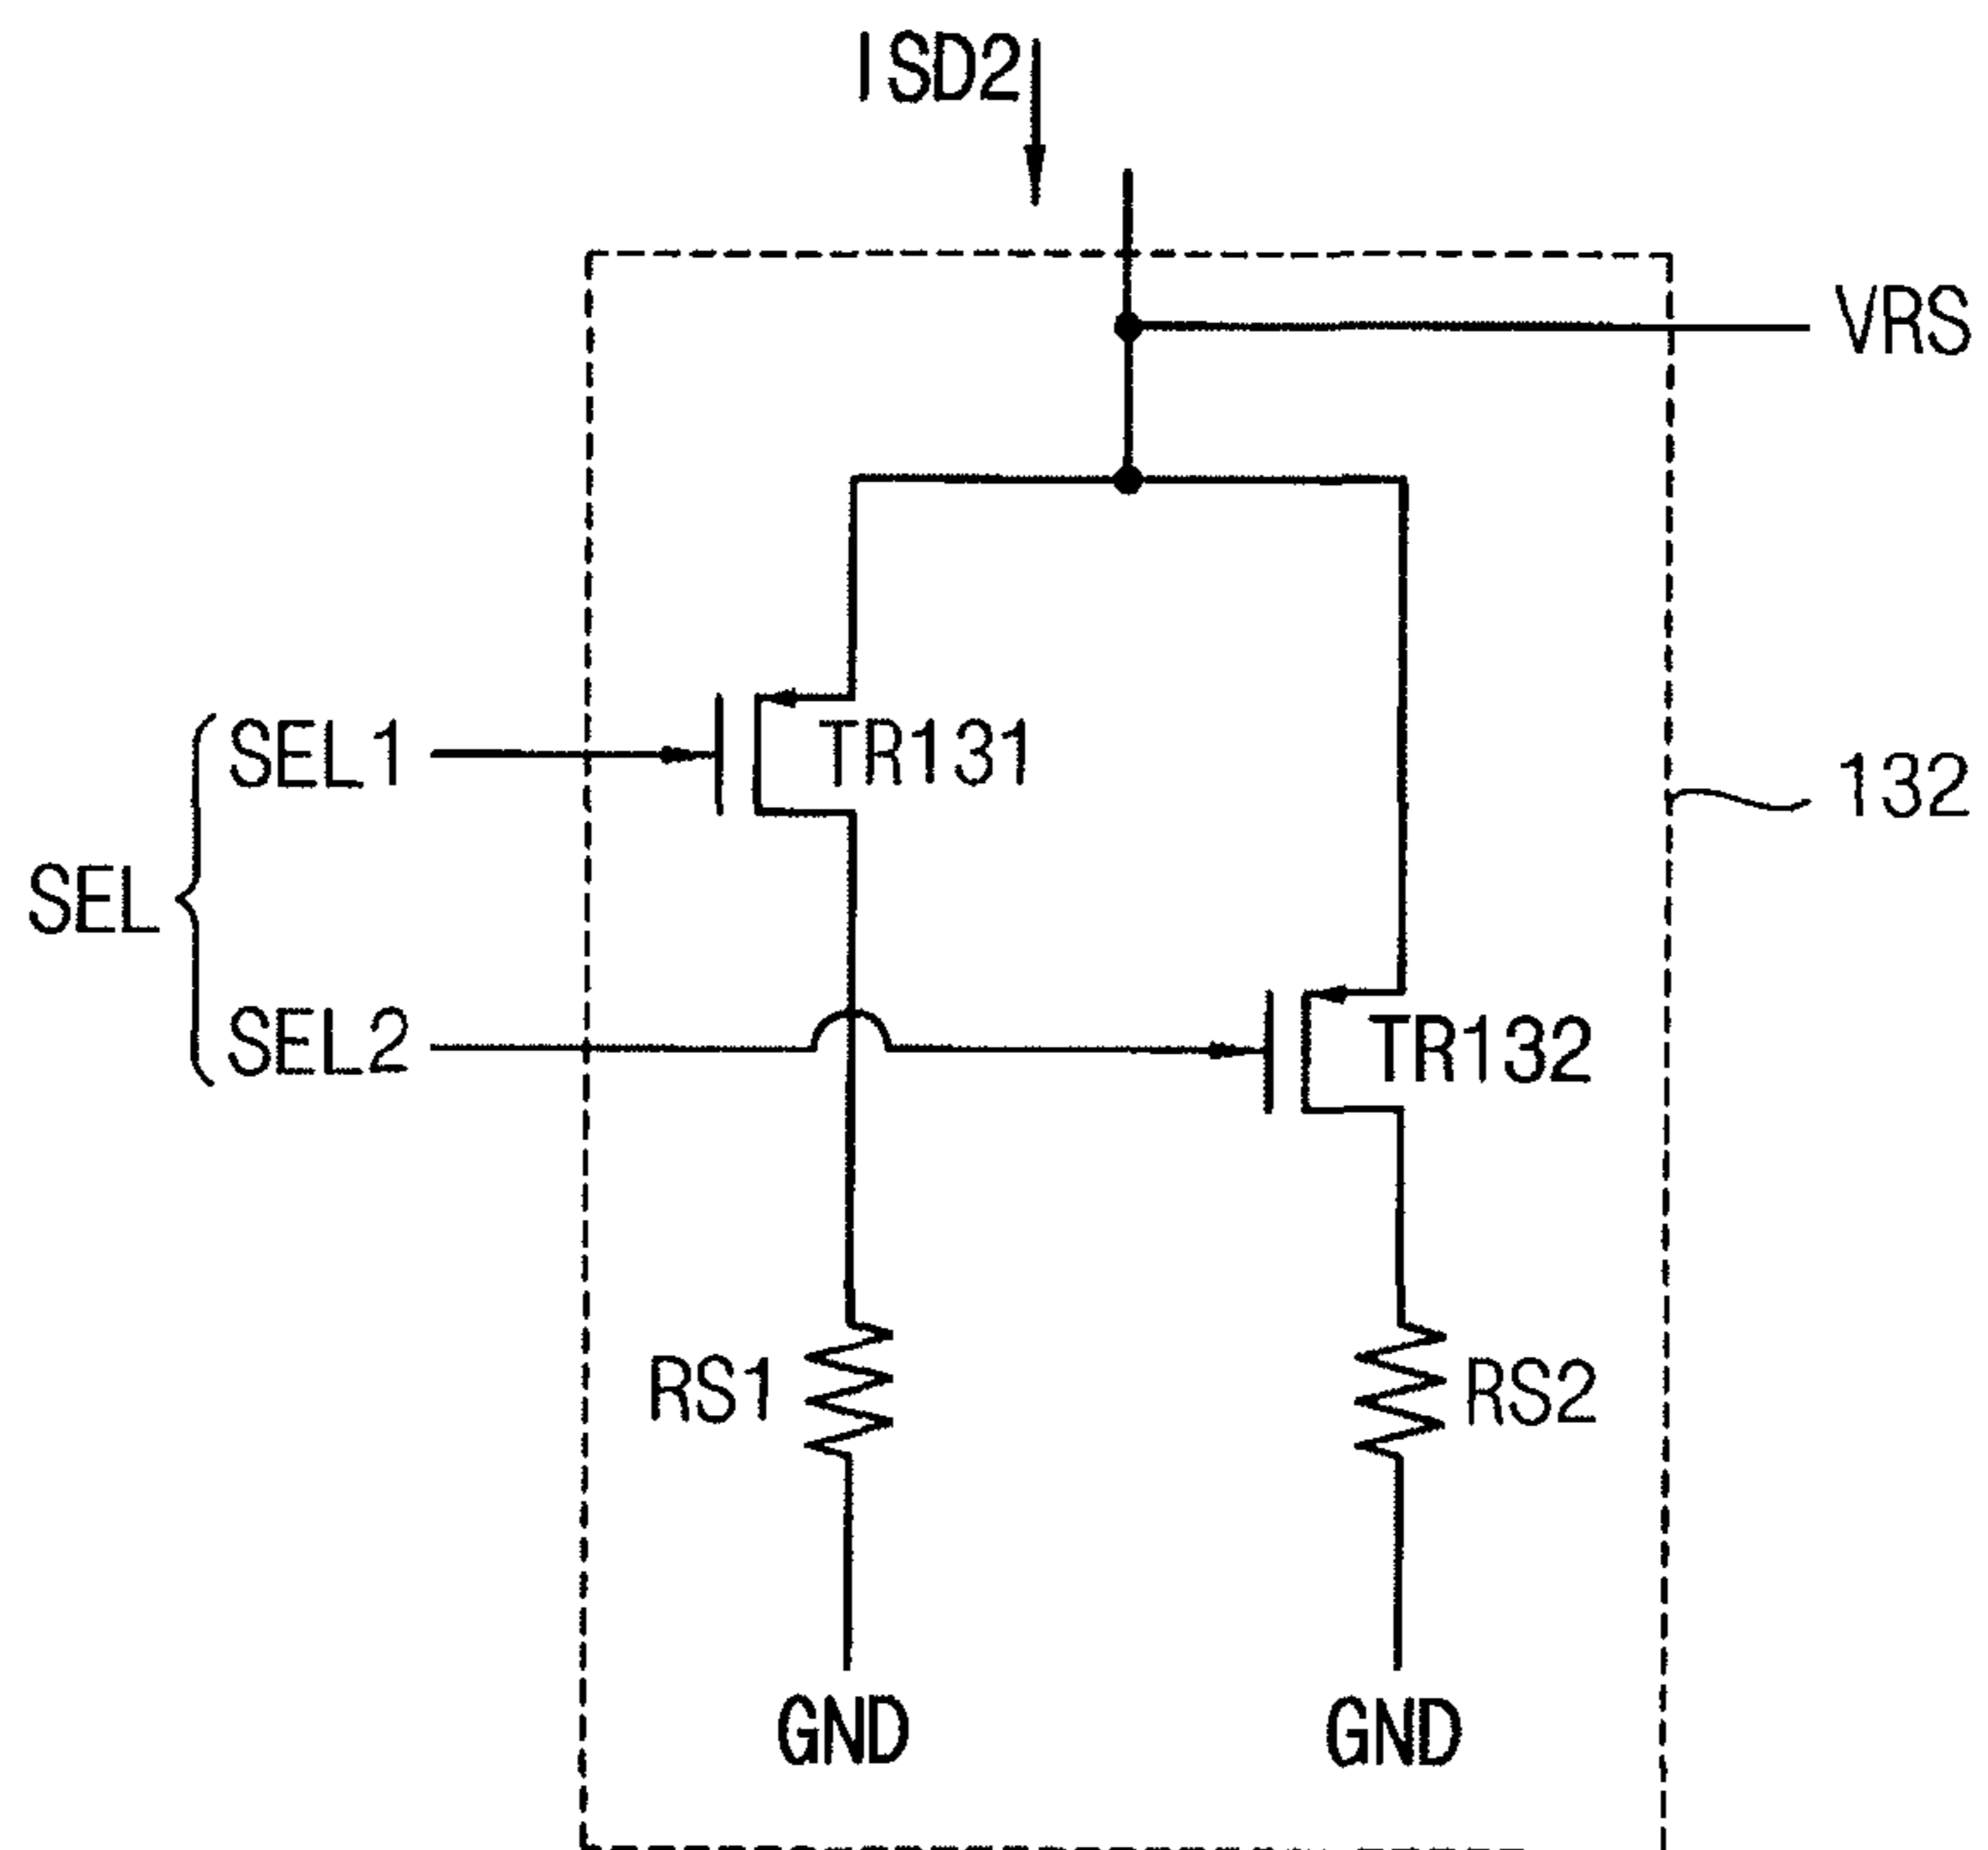 ISD2
VRS
SEL1
TR131
132
SEL
SEL2
TR132
RS1
RS2
GND
GND